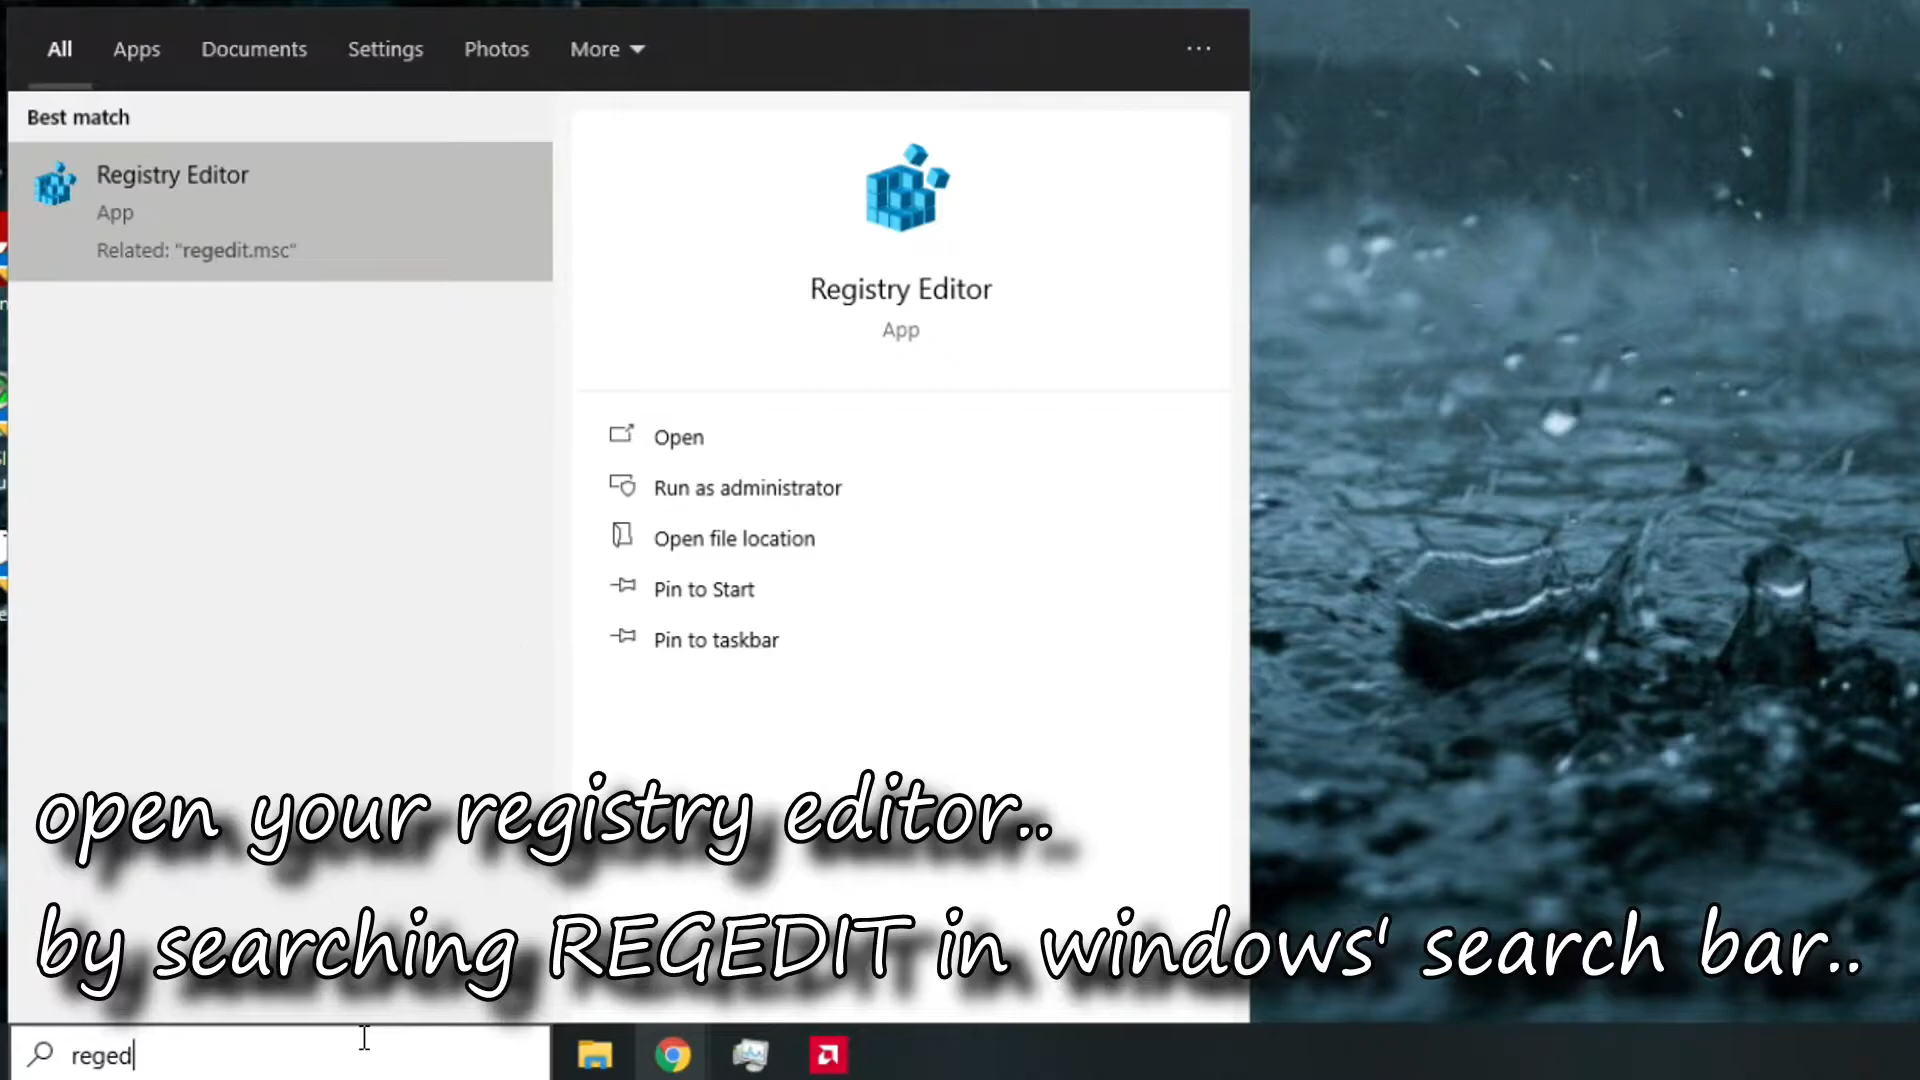 All Apps Documents Settings Photos More ...
Best match
Registry Editor
App
Related: "regedit.msc"
Registry Editor
App
Open
Run as administrator
Open file location
Pin to Start
Pin to taskbar
open your registry editor..
by searching REGEDIT in windows' search bar..
reged